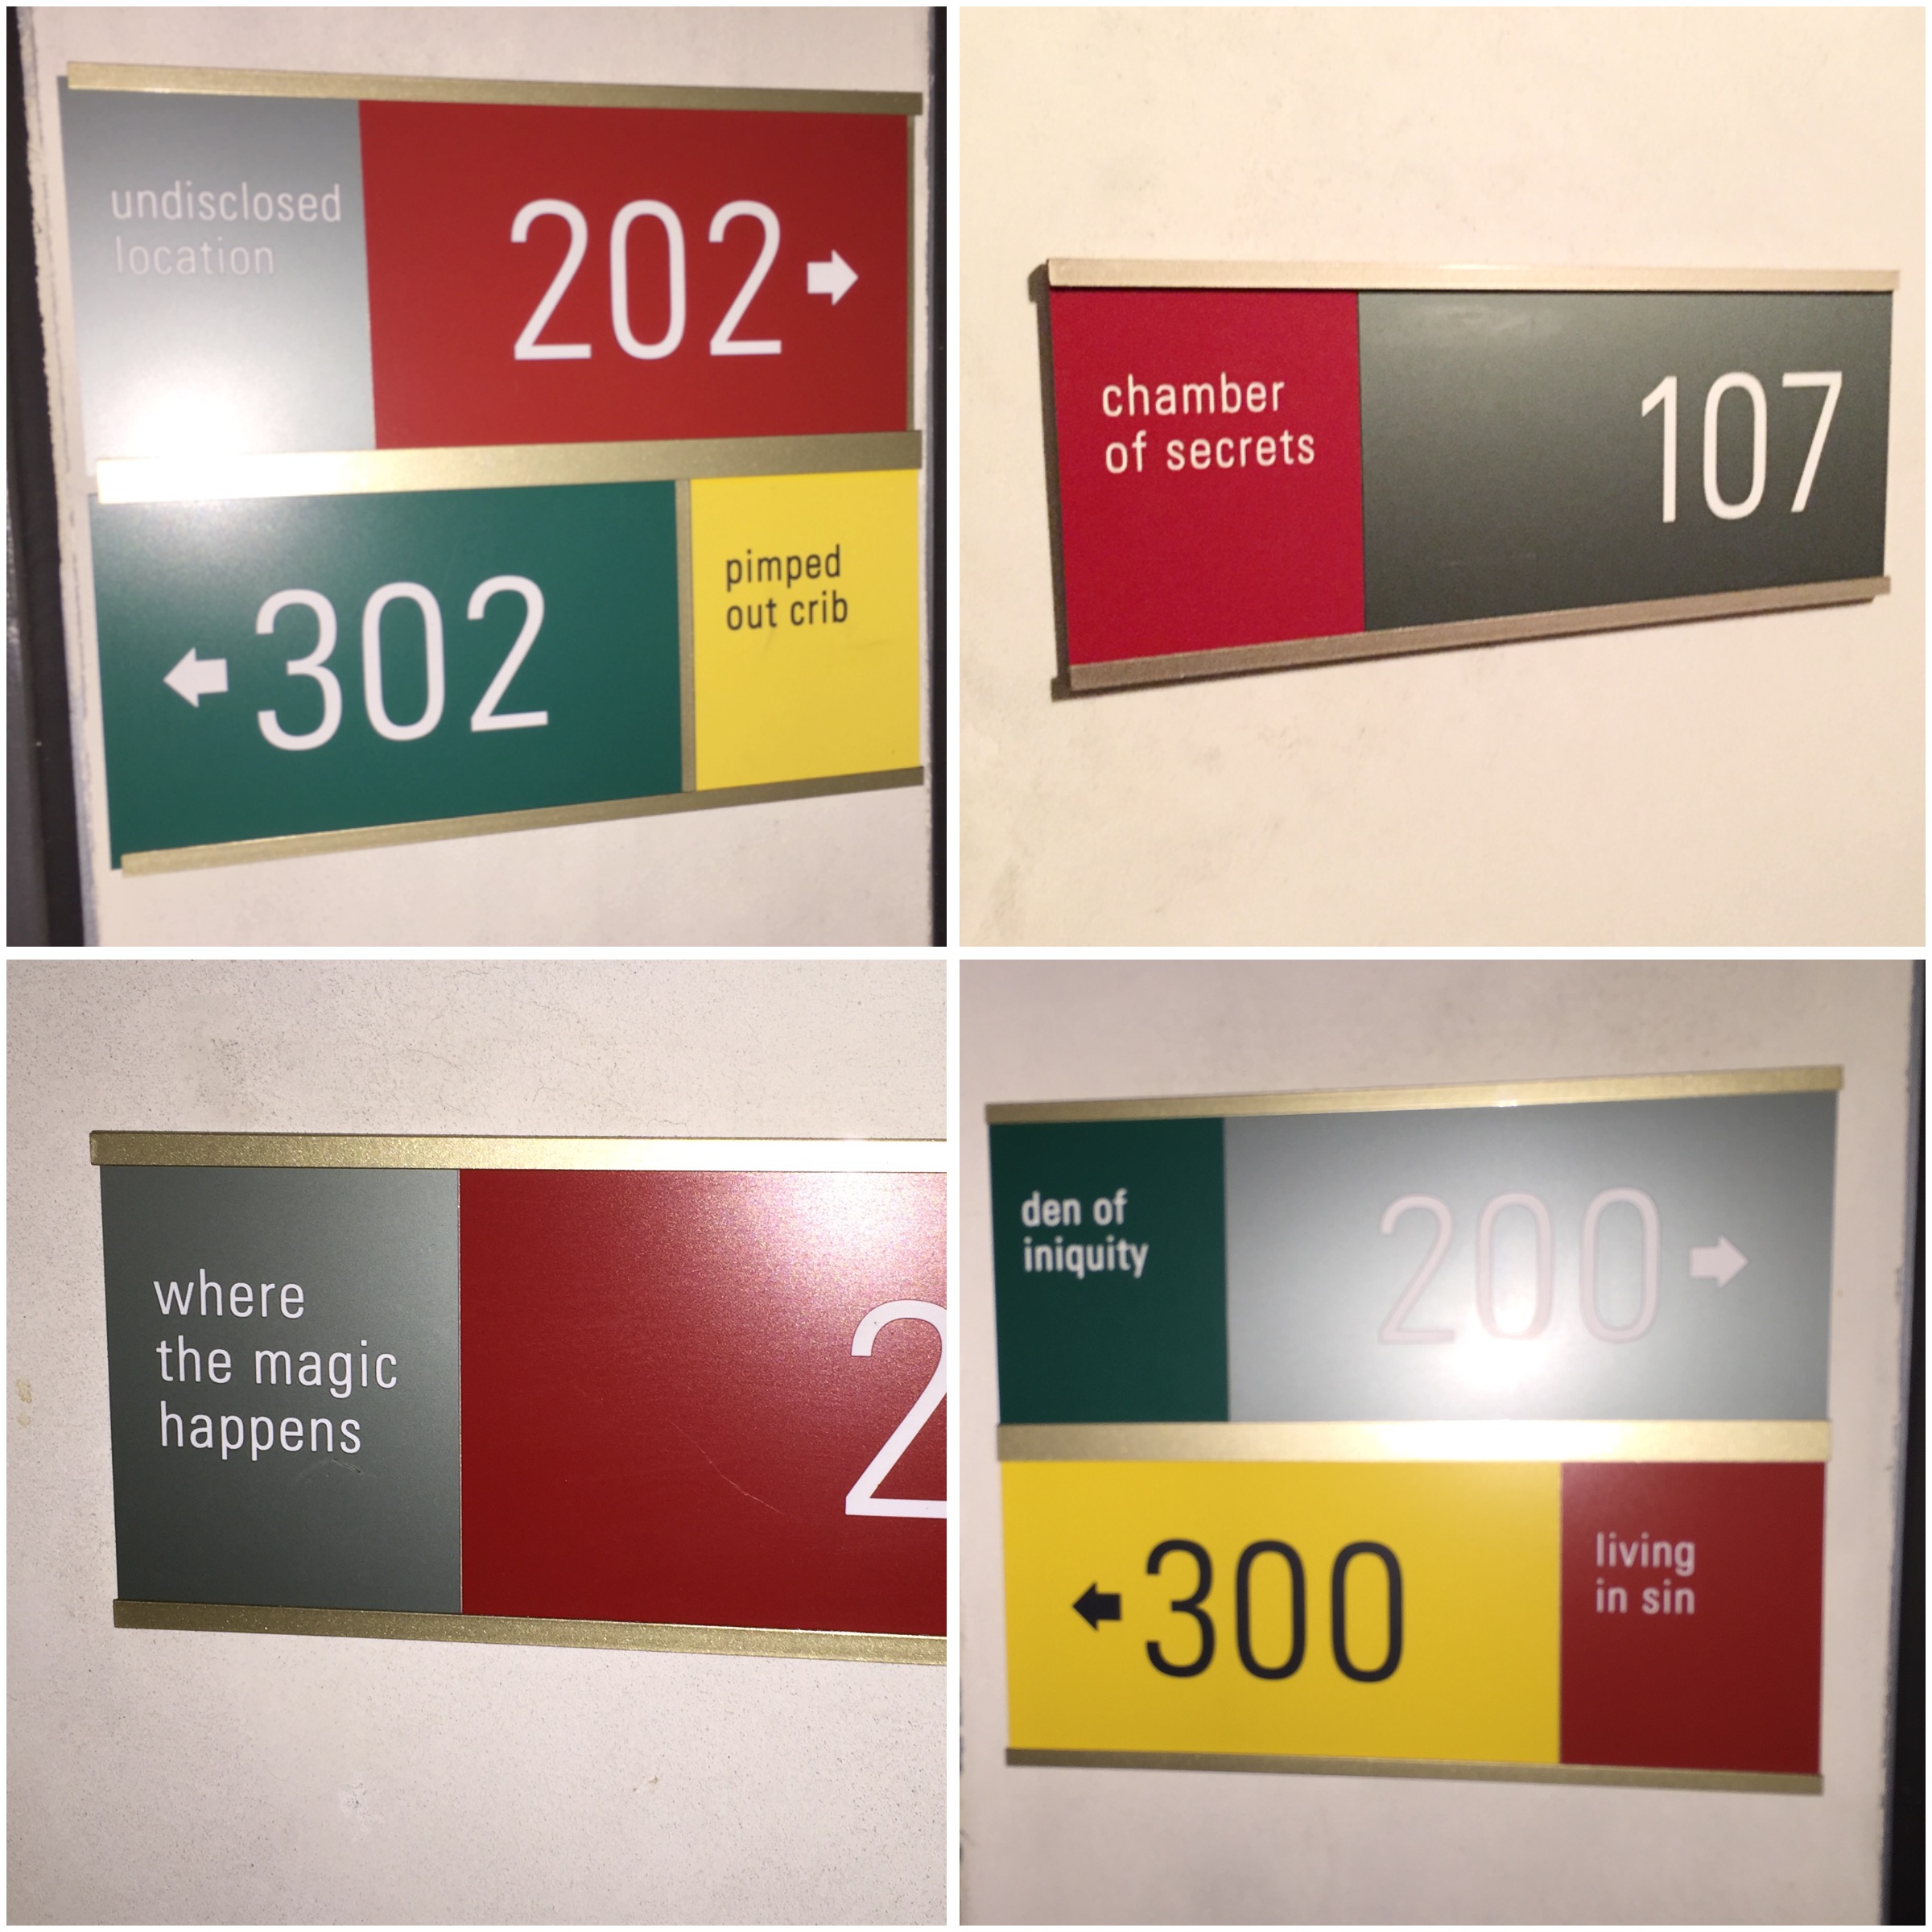 undisclosed
location
202
302
pimped
out crib
chamber
of secrets
107
where
the magic
happens
2
den of
iniquity
200
300
living
in sin